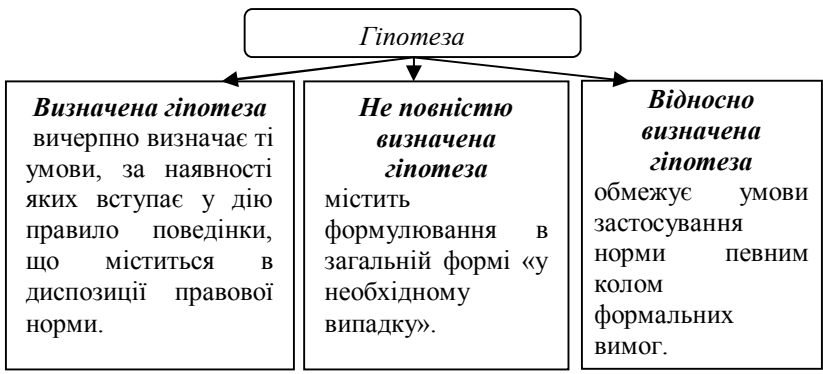 Гіпотеза
Визначена гіпотеза
вичерпно визначає ті
умови, за наявності
яких вступає у дію
правило поведінки,
що міститься в
диспозиції правової
норми.
Не повністю
визначена
гіпотеза
містить
формулювання в
загальній формі «у
необхідному
випадку».
Відносно
визначена
гіпотеза
обмежує умови
застосування
норми певним
колом
формальних
вимог.